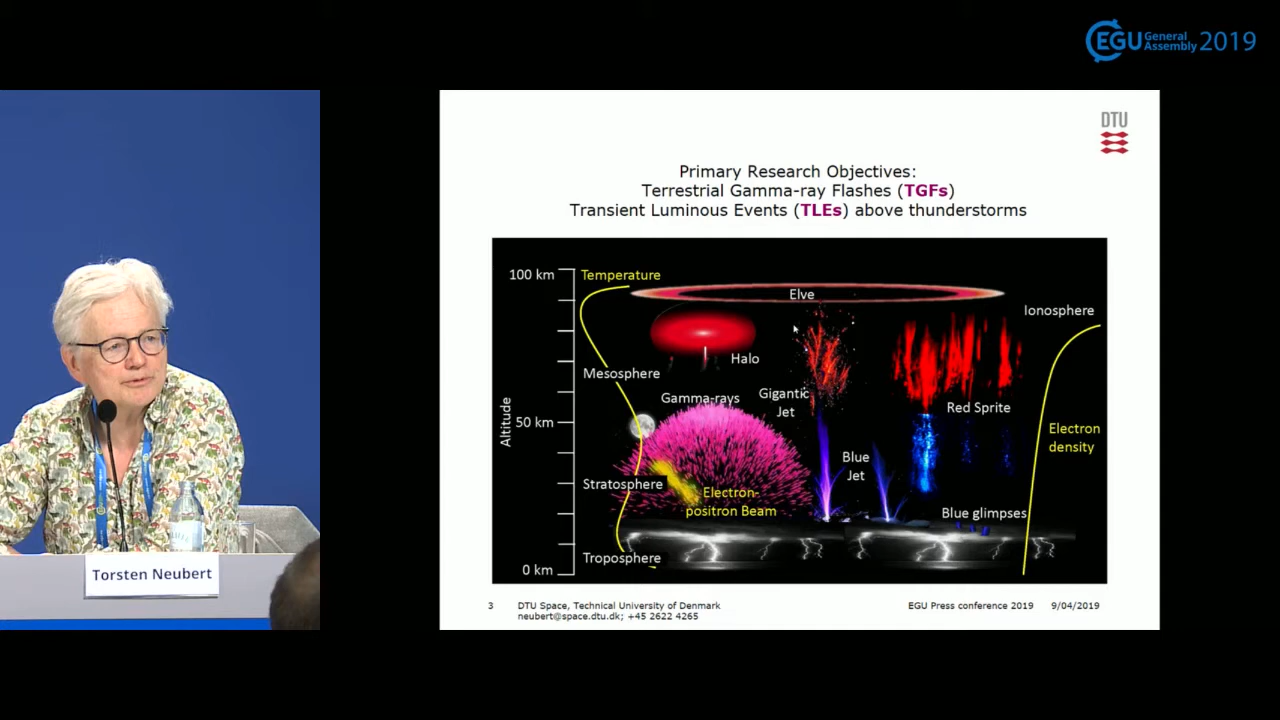 EGU General
Assembly 2019
DTU
Primary Research Objectives:
Terrestrial Gamma-ray Flashes (TGFs)
Transient Luminous Events (TLEs) above thunderstorms
100 km
Temperature
Elve
Ionosphere
Halo
Mesosphere
Gamma-rays
Gigantic
Jet
Red Sprite
Altitude
50 km
Electron
density
Blue
Jet
Stratosphere
Electron-
positron Beam
Blue glimpses
Troposphere
0 km
Torsten Neubert
3
DTU Space, Technical University of Denmark
neubert@space.dtu.dk; +45 2622 4265
EGU Press conference 2019
9/04/2019